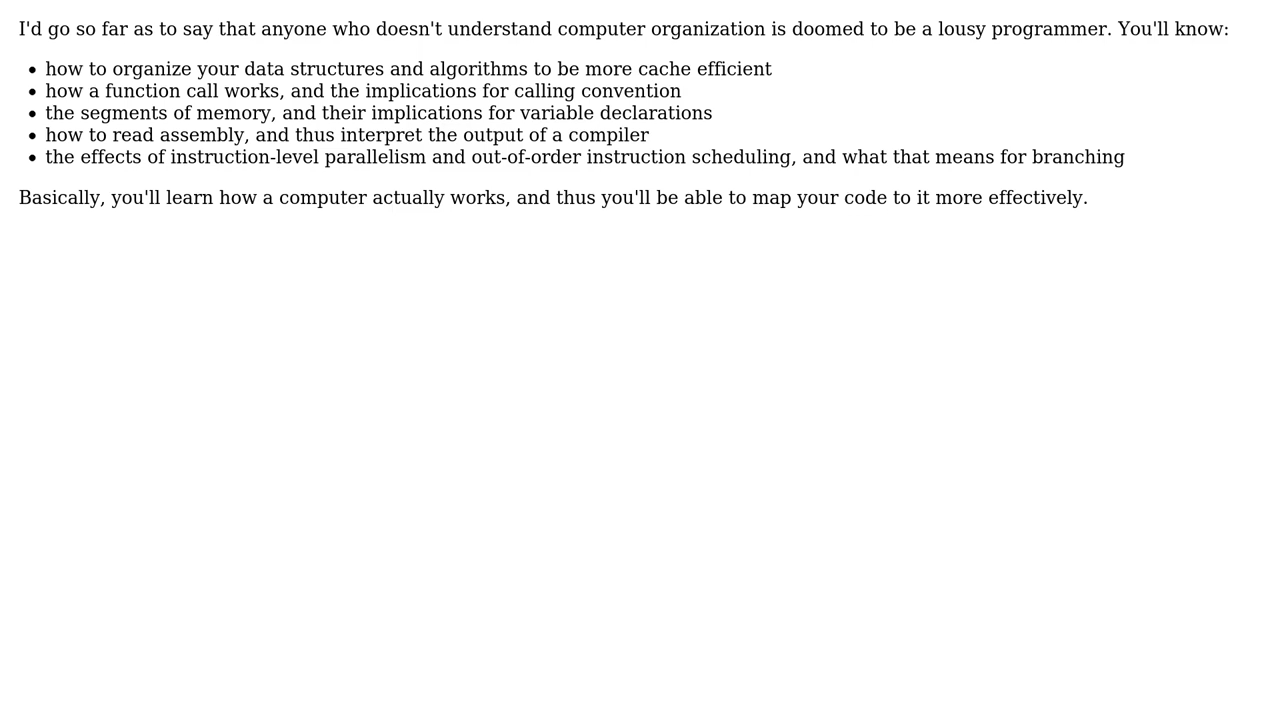 I'd go so far as to say that anyone who doesn't understand computer organization is doomed to be a lousy programmer. You'll know:
• how to organize your data structures and algorithms to be more cache efficient
• how a function call works, and the implications for calling convention
• the segments of memory, and their implications for variable declarations
• how to read assembly, and thus interpret the output of a compiler
• the effects of instruction-level parallelism and out-of-order instruction scheduling, and what that means for branching
Basically, you'll learn how a computer actually works, and thus you'll be able to map your code to it more effectively.